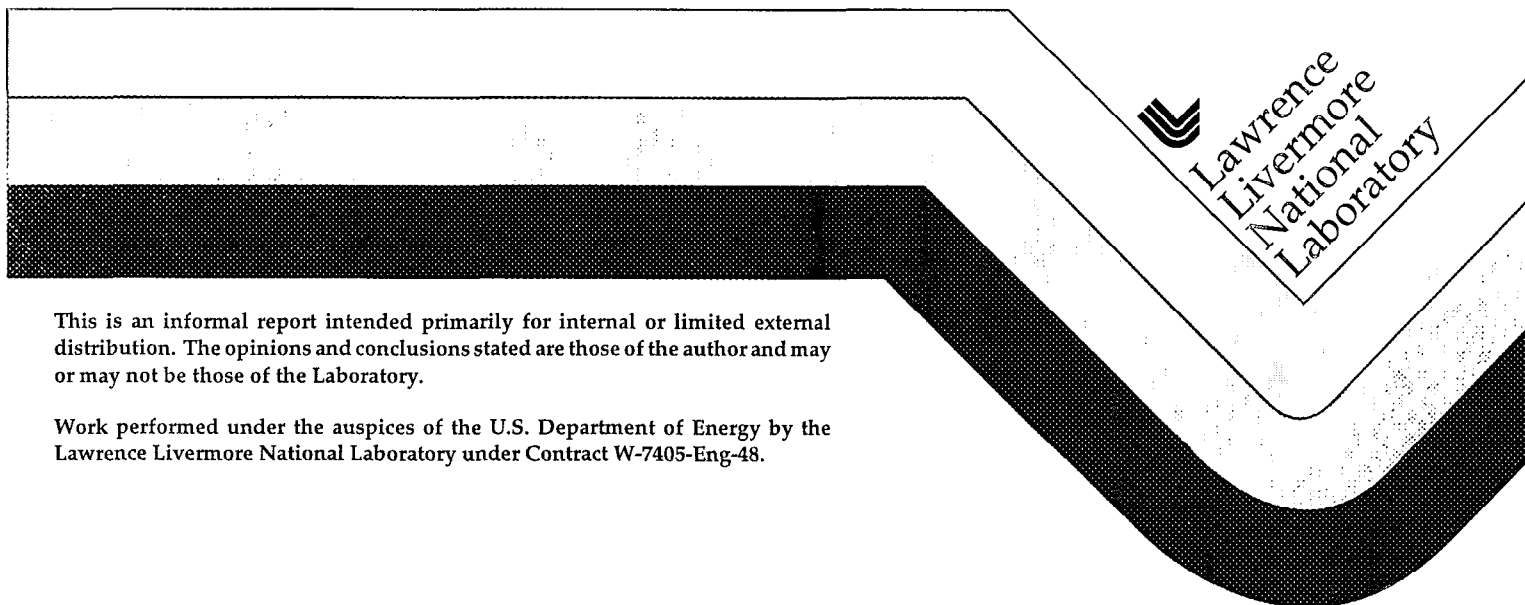 Lawrence
Livermore
National
Laboratory
This is an informal report intended primarily for internal or limited external
distribution. The opinions and conclusions stated are those of the author and may
or may not be those of the Laboratory.
Work performed under the auspices of the U.S. Department of Energy by the
Lawrence Livermore National Laboratory under Contract W-7405-Eng-48.